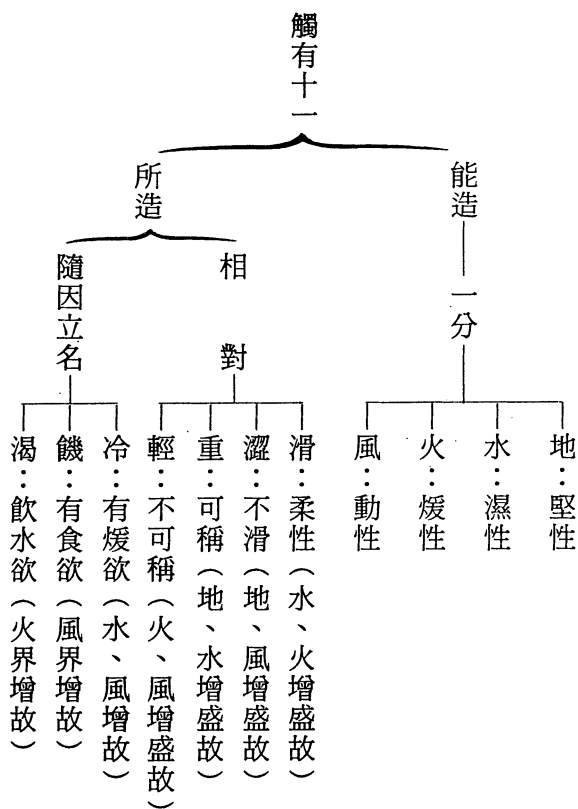 觸有十一
能造
一分
地：堅性
水：濕性
火：煖性
風：動性
所造
相對
滑：柔性（水、火增盛故）
澀：不滑（地、風增盛故）
重：可稱（地、水增盛故）
輕：不可稱（火、風增盛故）
隨因立名
冷：有煖欲（水、風增故）
饑：有食欲（風界增故）
渴：飲水欲（火界增故）